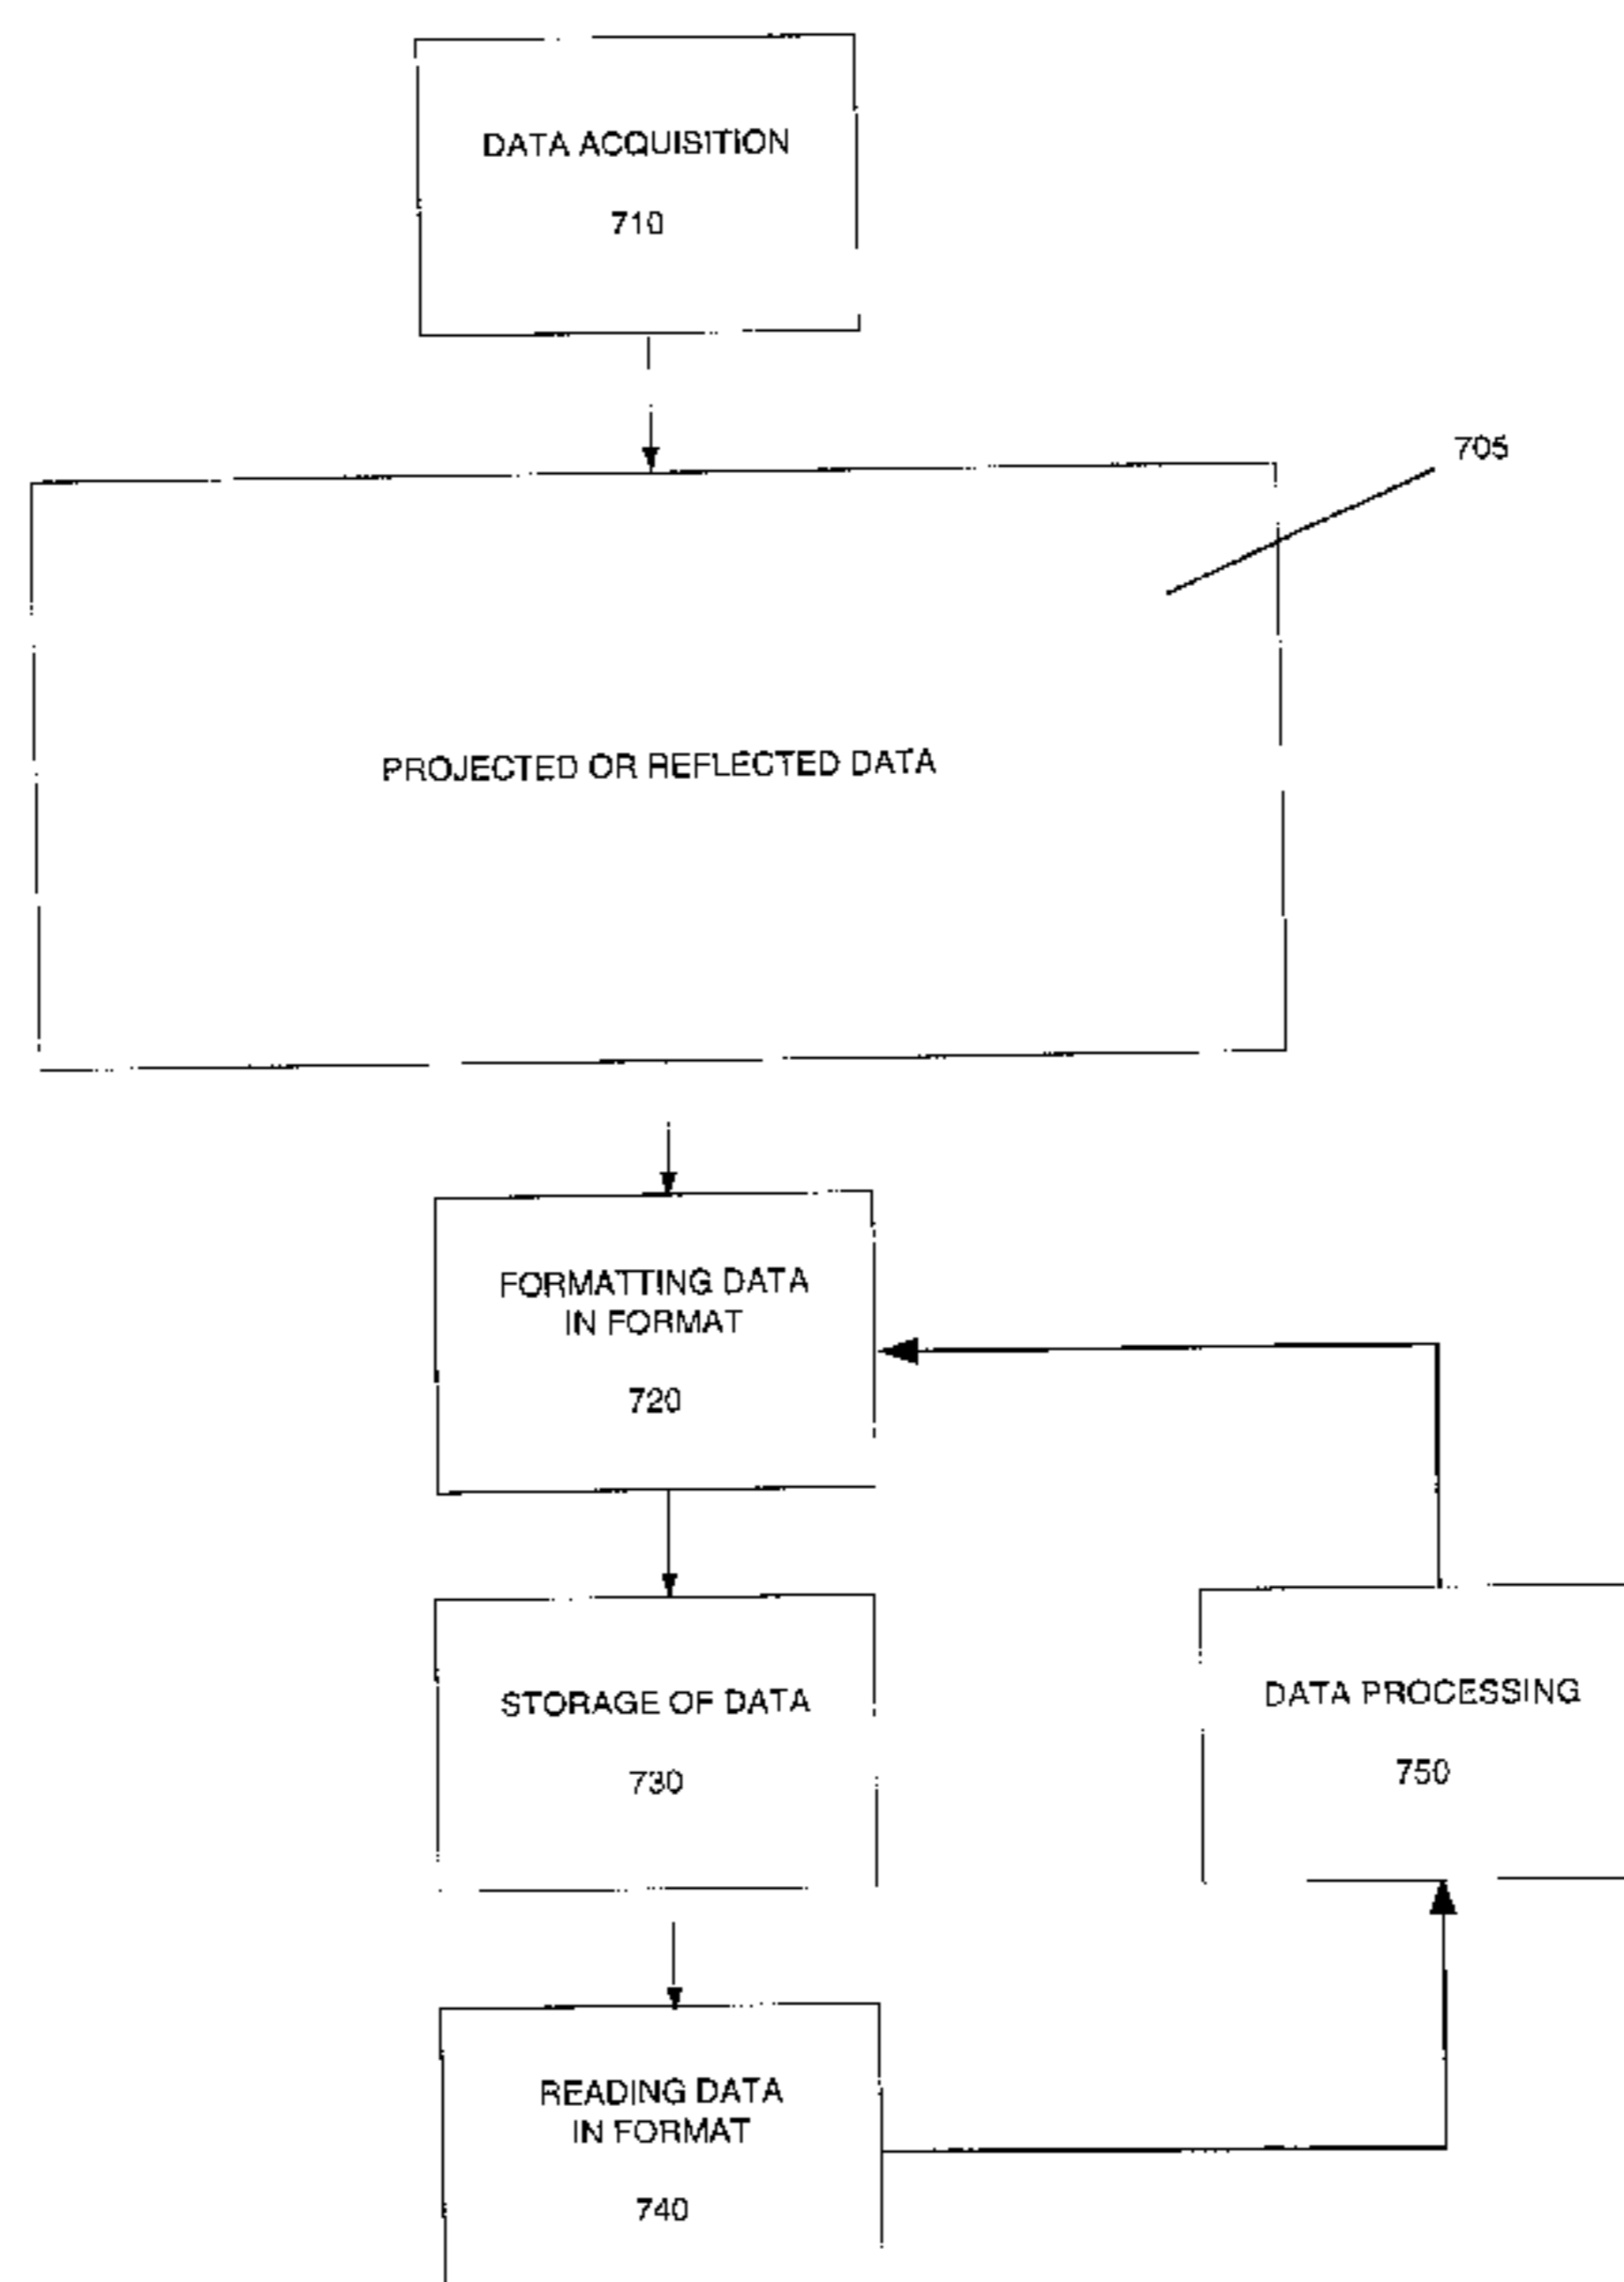 DATA ACQUISITION
710
705
PROJECTED OR REFLECTED DATA
FORMATTING DATA
IN FORMAT
720
STORAGE OF DATA
730
DATA PROCESSING
750
READING DATA
IN FORMAT
740